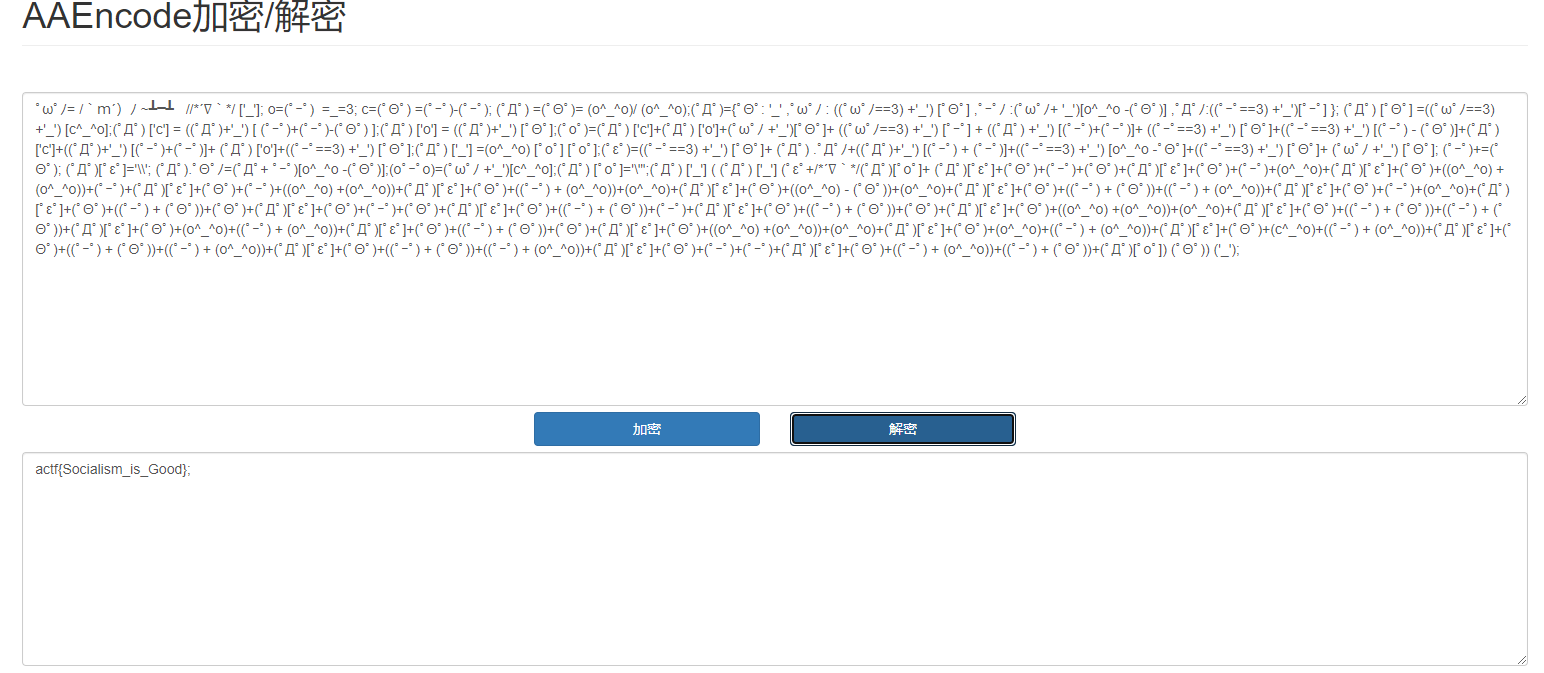 AAEncode加密/解密
ﾟωﾟﾉ= /｀ｍ´）ﾉ ~┻━┻   //*´∇｀*/ ['_']; o=(ﾟｰﾟ)  =_=3; c=(ﾟΘﾟ) =(ﾟｰﾟ)-(ﾟｰﾟ); (ﾟДﾟ) =(ﾟΘﾟ)= (o^_^o)/ (o^_^o);(ﾟДﾟ)={ﾟΘﾟ: '_' ,ﾟωﾟﾉ : ((ﾟωﾟﾉ==3) +'_') [ﾟΘﾟ] ,ﾟｰﾟﾉ :(ﾟωﾟﾉ+ '_')[o^_^o -(ﾟΘﾟ)] ,ﾟДﾟﾉ:((ﾟｰﾟ==3) +'_')[ﾟｰﾟ] }; (ﾟДﾟ) [ﾟΘﾟ] =((ﾟωﾟﾉ==3)
+'_') [c^_^o];(ﾟДﾟ) ['c'] = ((ﾟДﾟ)+'_') [ (ﾟｰﾟ)+(ﾟｰﾟ)-(ﾟΘﾟ) ];(ﾟДﾟ) ['o'] = ((ﾟДﾟ)+'_') [ﾟΘﾟ];(ﾟoﾟ)=(ﾟДﾟ) ['c']+(ﾟДﾟ) ['o']+(ﾟωﾟﾉ +'_')[ﾟΘﾟ]+ ((ﾟωﾟﾉ==3) +'_') [ﾟｰﾟ] + ((ﾟДﾟ) +'_') [(ﾟｰﾟ)+(ﾟｰﾟ)]+ ((ﾟｰﾟ==3) +'_') [ﾟΘﾟ]+((ﾟｰﾟ==3) +'_') [(ﾟｰﾟ) - (ﾟΘﾟ)]+(ﾟДﾟ)
['c']+((ﾟДﾟ)+'_') [(ﾟｰﾟ)+(ﾟｰﾟ)]+ (ﾟДﾟ) ['o']+((ﾟｰﾟ==3) +'_') [ﾟΘﾟ];(ﾟДﾟ) ['_'] =(o^_^o) [ﾟoﾟ] [ﾟoﾟ];(ﾟεﾟ)=((ﾟｰﾟ==3) +'_') [ﾟΘﾟ]+ (ﾟДﾟ) .ﾟДﾟﾉ+((ﾟДﾟ)+'_') [(ﾟｰﾟ) + (ﾟｰﾟ)]+((ﾟｰﾟ==3) +'_') [o^_^o -ﾟΘﾟ]+((ﾟｰﾟ==3) +'_') [ﾟΘﾟ]+ (ﾟωﾟﾉ +'_') [ﾟΘﾟ]; (ﾟｰﾟ)+=(ﾟ
Θﾟ); (ﾟДﾟ)[ﾟεﾟ]='\\'; (ﾟДﾟ).ﾟΘﾟﾉ=(ﾟДﾟ+ ﾟｰﾟ)[o^_^o -(ﾟΘﾟ)];(oﾟｰﾟo)=(ﾟωﾟﾉ +'_')[c^_^o];(ﾟДﾟ) [ﾟoﾟ]='\"';(ﾟДﾟ) ['_'] ( (ﾟДﾟ) ['_'] (ﾟεﾟ+/*´∇｀*/(ﾟДﾟ)[ﾟoﾟ]+ (ﾟДﾟ)[ﾟεﾟ]+(ﾟΘﾟ)+(ﾟｰﾟ)+(ﾟΘﾟ)+(ﾟДﾟ)[ﾟεﾟ]+(ﾟΘﾟ)+(ﾟｰﾟ)+(o^_^o)+(ﾟДﾟ)[ﾟεﾟ]+(ﾟΘﾟ)+((o^_^o) +
(o^_^o))+(ﾟｰﾟ)+(ﾟДﾟ)[ﾟεﾟ]+(ﾟΘﾟ)+(ﾟｰﾟ)+((o^_^o) +(o^_^o))+(ﾟДﾟ)[ﾟεﾟ]+(ﾟΘﾟ)+((ﾟｰﾟ) + (o^_^o))+(o^_^o)+(ﾟДﾟ)[ﾟεﾟ]+(ﾟΘﾟ)+((o^_^o) - (ﾟΘﾟ))+(o^_^o)+(ﾟДﾟ)[ﾟεﾟ]+(ﾟΘﾟ)+((ﾟｰﾟ) + (ﾟΘﾟ))+((ﾟｰﾟ) + (o^_^o))+(ﾟДﾟ)[ﾟεﾟ]+(ﾟΘﾟ)+(ﾟｰﾟ)+(o^_^o)+(ﾟДﾟ)
[ﾟεﾟ]+(ﾟΘﾟ)+((ﾟｰﾟ) + (ﾟΘﾟ))+(ﾟΘﾟ)+(ﾟДﾟ)[ﾟεﾟ]+(ﾟΘﾟ)+(ﾟｰﾟ)+(ﾟΘﾟ)+(ﾟДﾟ)[ﾟεﾟ]+(ﾟΘﾟ)+((ﾟｰﾟ) + (ﾟΘﾟ))+(ﾟｰﾟ)+(ﾟДﾟ)[ﾟεﾟ]+(ﾟΘﾟ)+((ﾟｰﾟ) + (ﾟΘﾟ))+(ﾟΘﾟ)+(ﾟДﾟ)[ﾟεﾟ]+(ﾟΘﾟ)+((o^_^o) +(o^_^o))+(o^_^o)+(ﾟДﾟ)[ﾟεﾟ]+(ﾟΘﾟ)+((ﾟｰﾟ) + (ﾟΘﾟ))+((ﾟｰﾟ) + (ﾟ
Θﾟ))+(ﾟДﾟ)[ﾟεﾟ]+(ﾟΘﾟ)+(o^_^o)+((ﾟｰﾟ) + (o^_^o))+(ﾟДﾟ)[ﾟεﾟ]+(ﾟΘﾟ)+((ﾟｰﾟ) + (ﾟΘﾟ))+(ﾟΘﾟ)+(ﾟДﾟ)[ﾟεﾟ]+(ﾟΘﾟ)+((o^_^o) +(o^_^o))+(o^_^o)+(ﾟДﾟ)[ﾟεﾟ]+(ﾟΘﾟ)+(o^_^o)+((ﾟｰﾟ) + (o^_^o))+(ﾟДﾟ)[ﾟεﾟ]+(ﾟΘﾟ)+(c^_^o)+((ﾟｰﾟ) + (o^_^o))+(ﾟДﾟ)[ﾟεﾟ]+(ﾟ
Θﾟ)+((ﾟｰﾟ) + (ﾟΘﾟ))+((ﾟｰﾟ) + (o^_^o))+(ﾟДﾟ)[ﾟεﾟ]+(ﾟΘﾟ)+((ﾟｰﾟ) + (ﾟΘﾟ))+((ﾟｰﾟ) + (o^_^o))+(ﾟДﾟ)[ﾟεﾟ]+(ﾟΘﾟ)+(ﾟｰﾟ)+(ﾟｰﾟ)+(ﾟДﾟ)[ﾟεﾟ]+(ﾟΘﾟ)+((ﾟｰﾟ) + (o^_^o))+((ﾟｰﾟ) + (ﾟΘﾟ))+(ﾟДﾟ)[ﾟoﾟ]) (ﾟΘﾟ)) ('_');
加密
解密
actf{Socialism_is_Good};